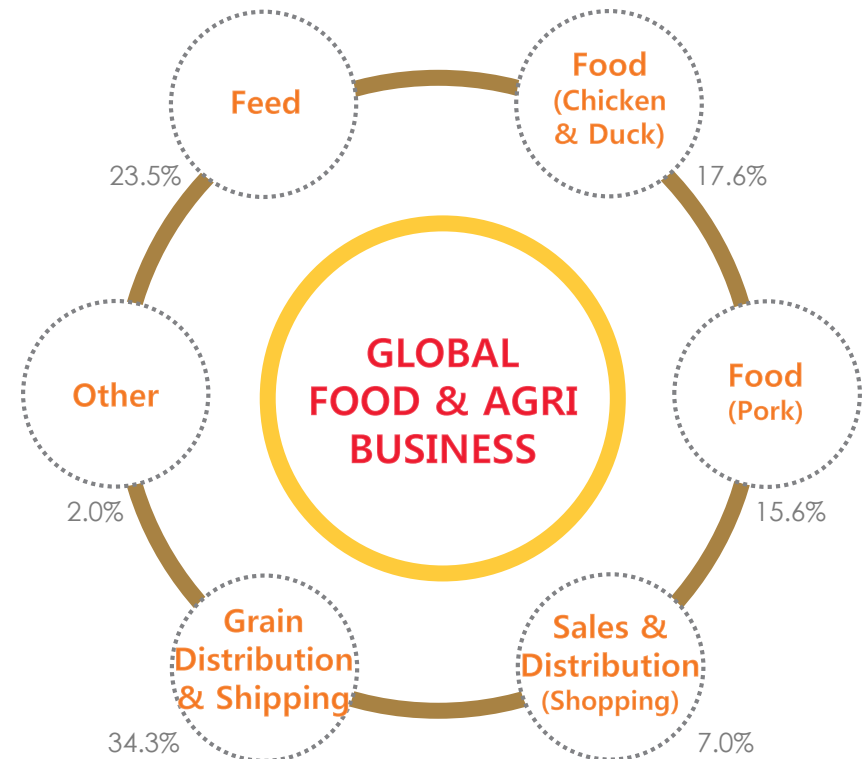 Feed
23.5%
Food
(Chicken
& Duck)
17.6%
Other
2.0%
GLOBAL
FOOD & AGRI
BUSINESS
Food
(Pork)
15.6%
Grain
Distribution
& Shipping
34.3%
Sales &
Distribution
(Shopping)
7.0%